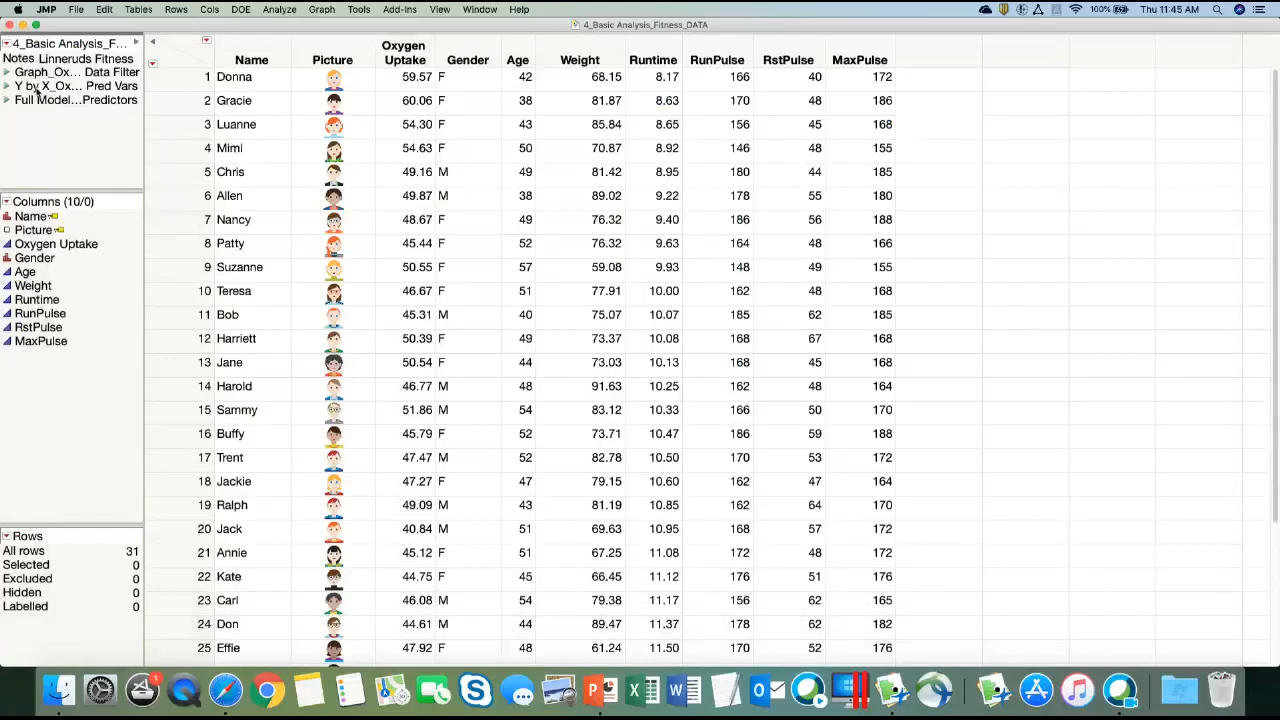 JMP File Edit Tables Rows Cols DOE Analyze Graph Tools Add-Ins View Window Help 100% Thu 11:45 AM
4_Basic Analysis_Fitness_DATA
4_Basic Analysis_F...
Notes Linneruds Fitness
Graph_Ox... Data Filter
Y by X_Ox... Pred Vars
Full Model...Predictors
Columns (10/0)
Name
Picture
Oxygen Uptake
Gender
Age
Weight
Runtime
RunPulse
RstPulse
MaxPulse
Rows
All rows 31
Selected 0
Excluded 0
Hidden 0
Labelled 0
Name Picture Oxygen Uptake Gender Age Weight Runtime RunPulse RstPulse MaxPulse
1 Donna 59.57 F 42 68.15 8.17 166 40 172
2 Gracie 60.06 F 38 81.87 8.63 170 48 186
3 Luanne 54.30 F 43 85.84 8.65 156 45 168
4 Mimi 54.63 F 50 70.87 8.92 146 48 155
5 Chris 49.16 M 49 81.42 8.95 180 44 185
6 Allen 49.87 M 38 89.02 9.22 178 55 180
7 Nancy 48.67 F 49 76.32 9.40 186 56 188
8 Patty 45.44 F 52 76.32 9.63 164 48 166
9 Suzanne 50.55 F 57 59.08 9.93 148 49 155
10 Teresa 46.67 F 51 77.91 10.00 162 48 168
11 Bob 45.31 M 40 75.07 10.07 185 62 185
12 Harriett 50.39 F 49 73.37 10.08 168 67 168
13 Jane 50.54 F 44 73.03 10.13 168 45 168
14 Harold 46.77 M 48 91.63 10.25 162 48 164
15 Sammy 51.86 M 54 83.12 10.33 166 50 170
16 Buffy 45.79 F 52 73.71 10.47 186 59 188
17 Trent 47.47 M 52 82.78 10.50 170 53 172
18 Jackie 47.27 F 47 79.15 10.60 162 47 164
19 Ralph 49.09 M 43 81.19 10.85 162 64 170
20 Jack 40.84 M 51 69.63 10.95 168 57 172
21 Annie 45.12 F 51 67.25 11.08 172 48 172
22 Kate 44.75 F 45 66.45 11.12 176 51 176
23 Carl 46.08 M 54 79.38 11.17 156 62 165
24 Don 44.61 M 44 89.47 11.37 178 62 182
25 Effie 47.92 F 48 61.24 11.50 170 52 176